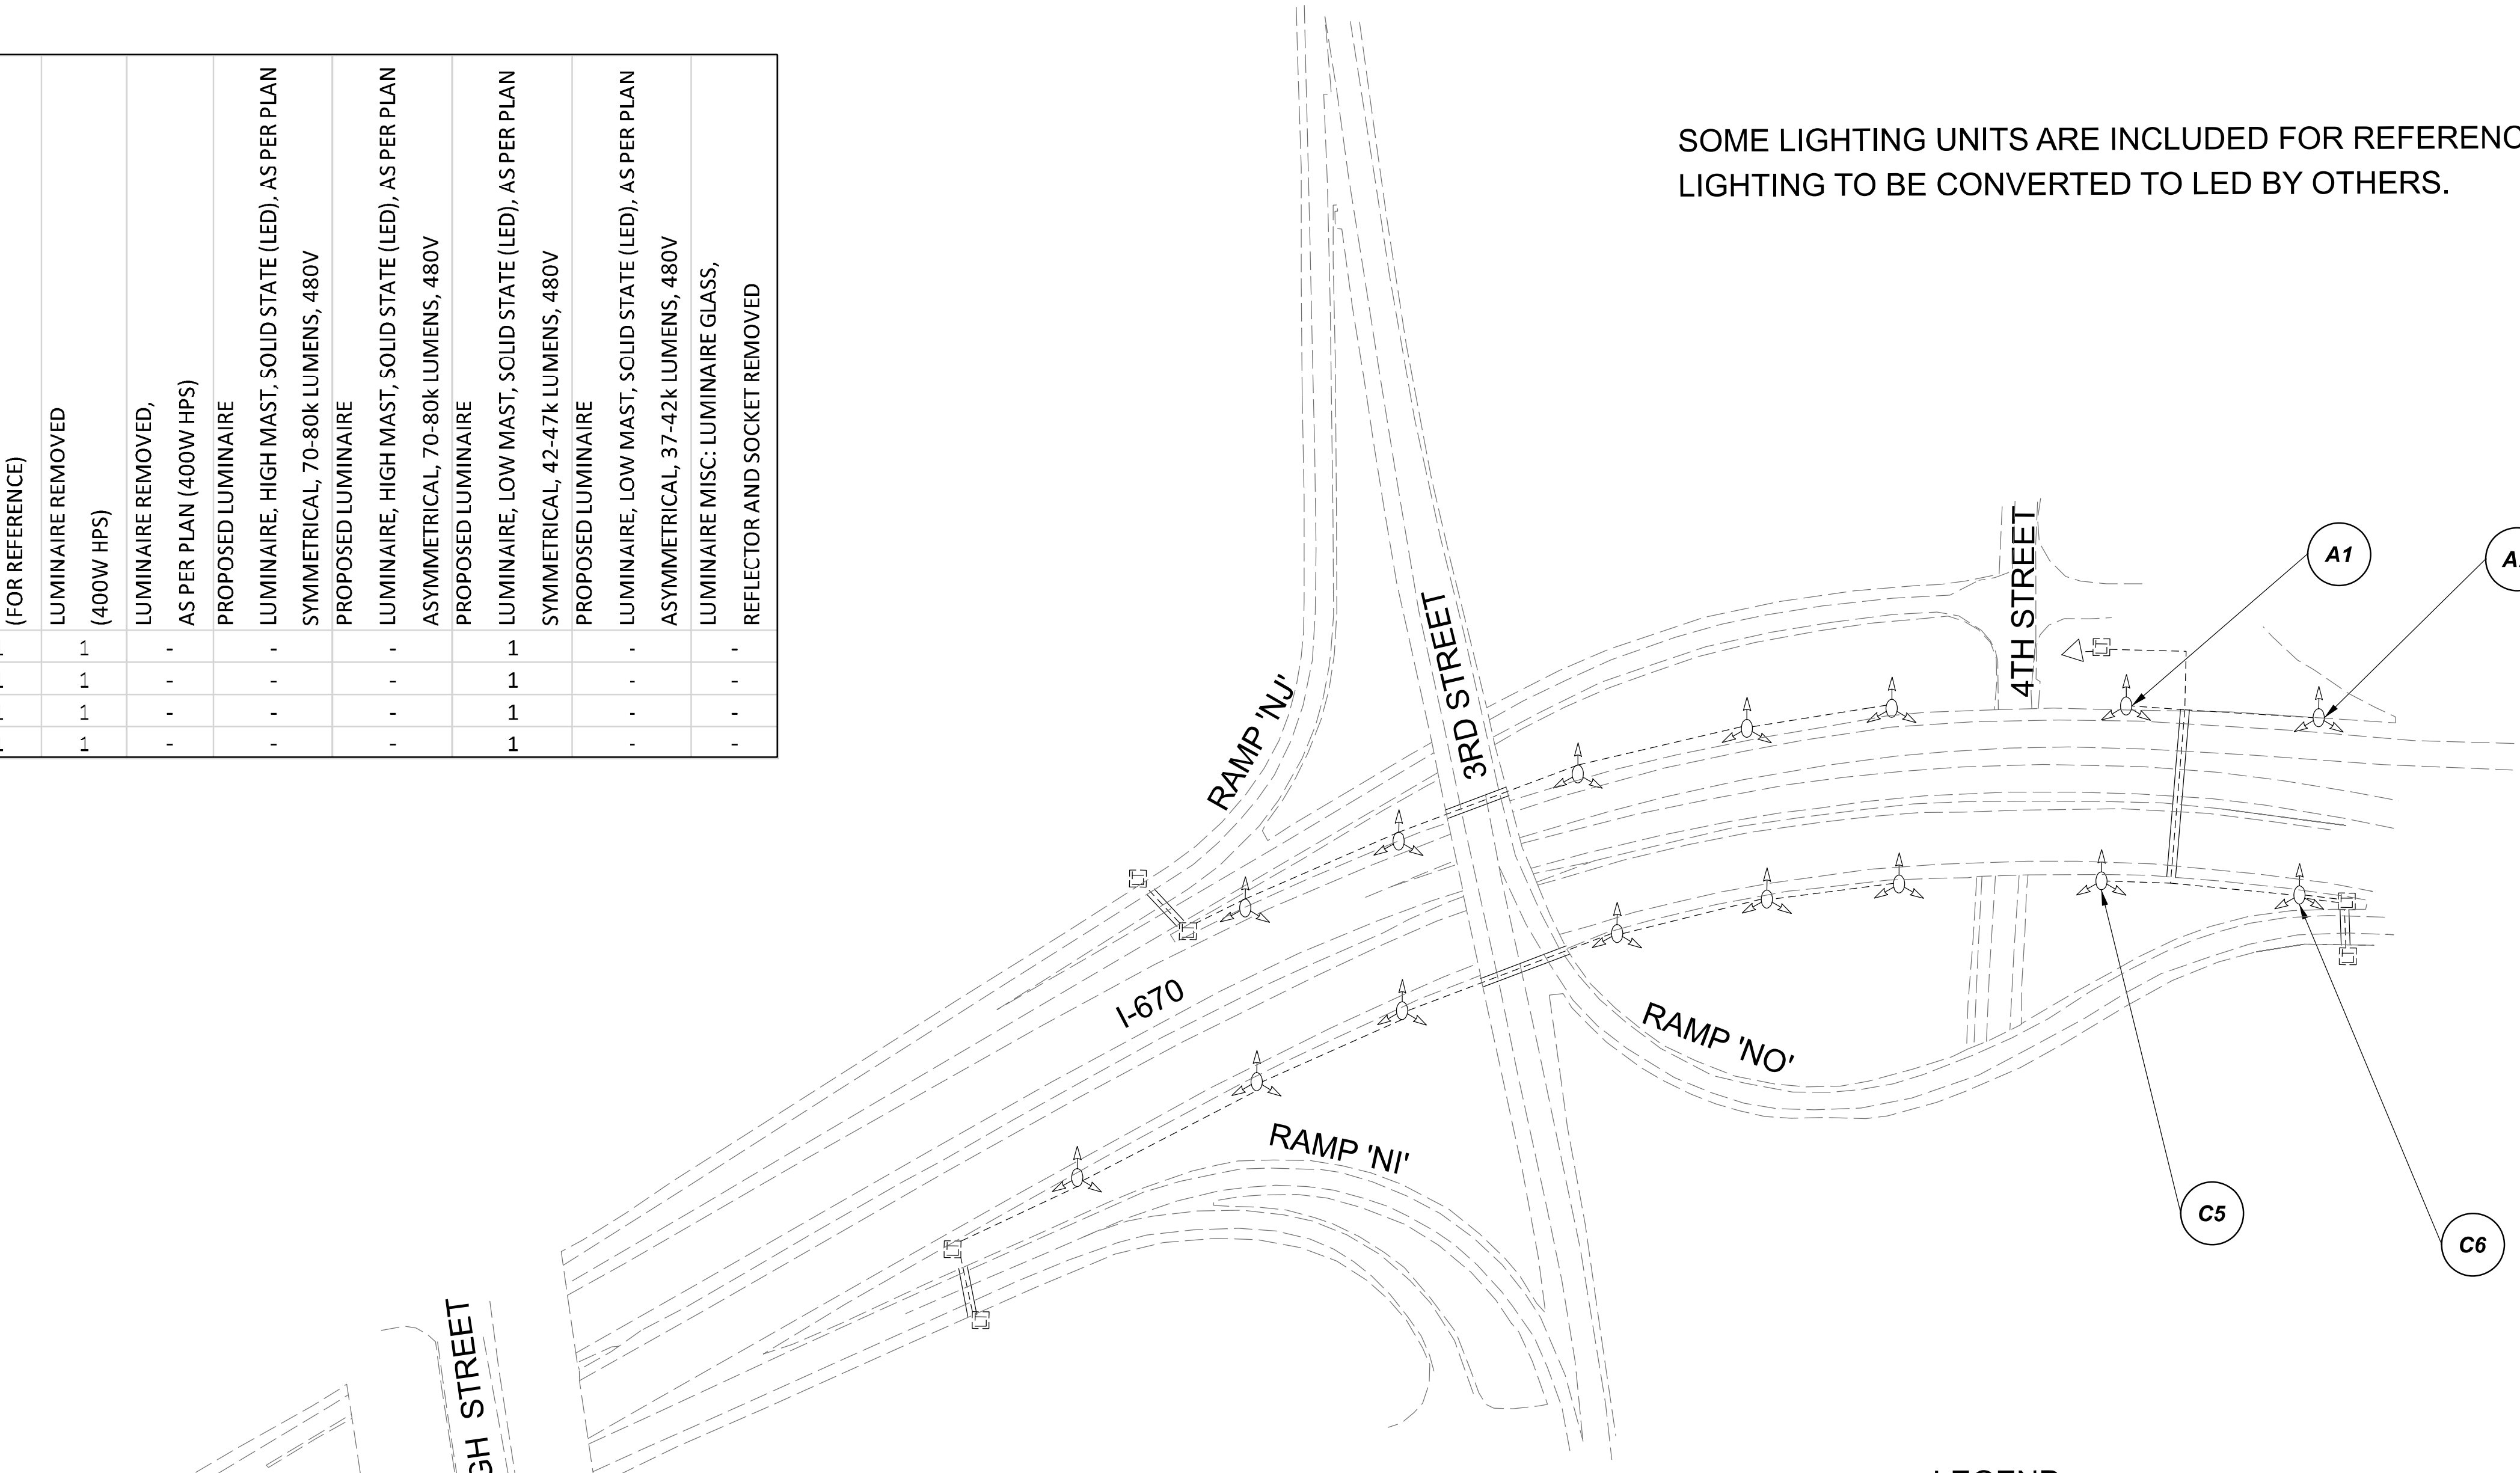 (FOR REFERENCE)
LUMINAIRE REMOVED
(400W HPS)
LUMINAIRE REMOVED,
AS PER PLAN (400W HPS)
PROPOSED LUMINAIRE
LUMINAIRE, HIGH MAST, SOLID STATE (LED), AS PER PLAN
SYMMETRICAL, 70-80k LUMENS, 480V
PROPOSED LUMINAIRE
LUMINAIRE, HIGH MAST, SOLID STATE (LED), AS PER PLAN
ASYMMETRICAL, 70-80k LUMENS, 480V
PROPOSED LUMINAIRE
LUMINAIRE, LOW MAST, SOLID STATE (LED), AS PER PLAN
SYMMETRICAL, 42-47k LUMENS, 480V
PROPOSED LUMINAIRE
LUMINAIRE, LOW MAST, SOLID STATE (LED), AS PER PLAN
ASYMMETRICAL, 37-42k LUMENS, 480V
LUMINAIRE MISC: LUMINAIRE GLASS,
REFLECTOR AND SOCKET REMOVED
1 - - - 1 - -
1 - - - 1 - -
1 - - - 1 - -
1 - - - 1 - -
SOME LIGHTING UNITS ARE INCLUDED FOR REFERENC
LIGHTING TO BE CONVERTED TO LED BY OTHERS.
4TH STREET
A1
3RD STREET
RAMP 'NJ'
I-670
RAMP 'NO'
RAMP 'NI'
C5
C6
GH STREET